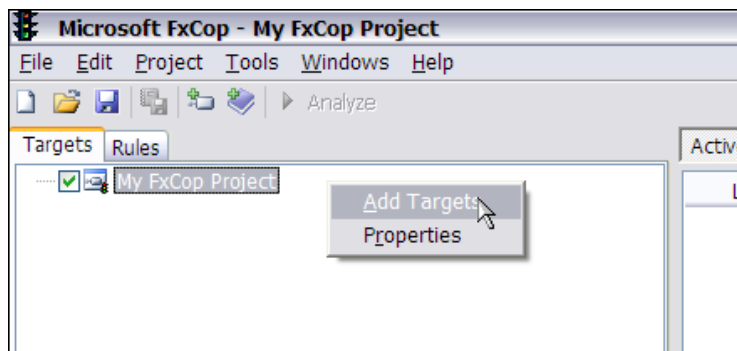 Microsoft FxCop - My FxCop Project
File Edit Project Tools Windows Help
Analyze
Targets Rules
My FxCop Project
Add Targets
Properties